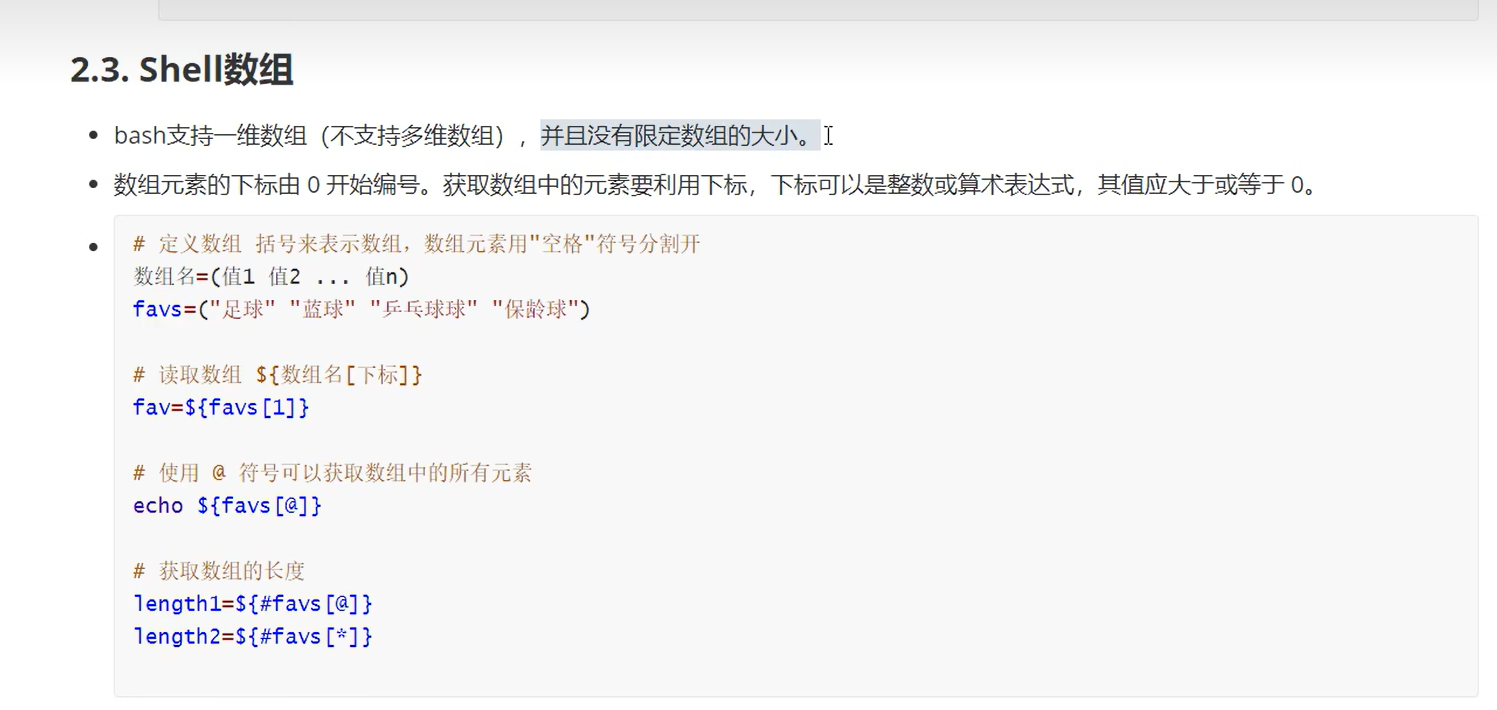 2.3. Shell数组
bash支持一维数组（不支持多维数组），并且没有限定数组的大小。
数组元素的下标由 0 开始编号。获取数组中的元素要利用下标，下标可以是整数或算术表达式，其值应大于或等于 0。
# 定义数组 括号来表示数组，数组元素用"空格"符号分割开
数组名=(值1 值2 ... 值n)
favs=("足球" "蓝球" "乒乓球球" "保龄球")
# 读取数组 ${数组名[下标]}
fav=${favs[1]}
# 使用 @ 符号可以获取数组中的所有元素
echo ${favs[@]}
# 获取数组的长度
length1=${#favs[@]}
length2=${#favs[*]}